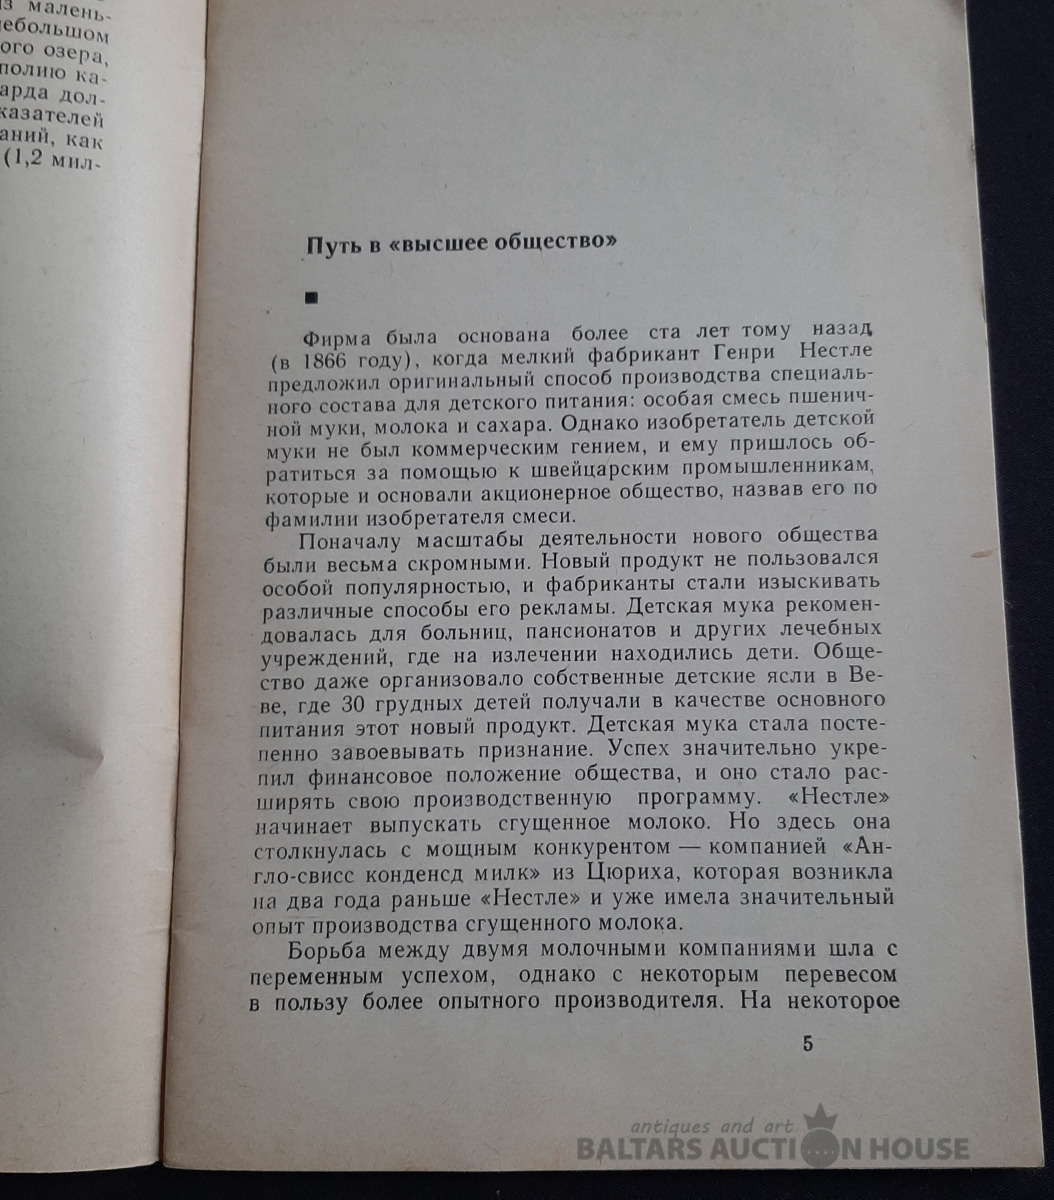 из малень-
небольшом
ого озера,
полию ка-
арда дол-
казателей
аний, как
(1,2 мил-
Путь в «высшее общество»
Фирма была основана более ста лет тому назад
(в 1866 году), когда мелкий фабрикант Генри Нестле
предложил оригинальный способ производства специаль-
ного состава для детского питания: особая смесь пшенич-
ной муки, молока и сахара. Однако изобретатель детской
муки не был коммерческим гением, и ему пришлось об-
ратиться за помощью к швейцарским промышленникам,
которые и основали акционерное общество, назвав его по
фамилии изобретателя смеси.
Поначалу масштабы деятельности нового общества
были весьма скромными. Новый продукт не пользовался
особой популярностью, и фабриканты стали изыскивать
различные способы его рекламы. Детская мука рекомен-
довалась для больниц, пансионатов и других лечебных
учреждений, где на излечении находились дети. Обще-
ство даже организовало собственные детские ясли в Ве-
ве, где 30 грудных детей получали в качестве основного
питания этот новый продукт. Детская мука стала посте-
пенно завоевывать признание. Успех значительно укре-
пил финансовое положение общества, и оно стало рас-
ширять свою производственную программу. «Нестле»
начинает выпускать сгущенное молоко. Но здесь она
столкнулась с мощным конкурентом — компанией «Ан-
гло-свисс конденсд милк» из Цюриха, которая возникла
на два года раньше «Нестле» и уже имела значительный
опыт производства сгущенного молока.
Борьба между двумя молочными компаниями шла с
переменным успехом, однако с некоторым перевесом
в пользу более опытного производителя. На некоторое
5
antiques and art
BALTARS AUCTION HOUSE